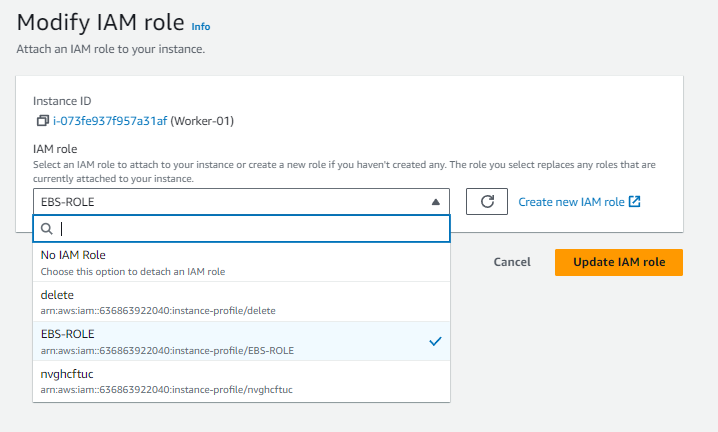 Modify IAM role Info
Attach an IAM role to your instance.
Instance ID
i-073fe937f957a31af (Worker-01)
IAM role
Select an IAM role to attach to your instance or create a new role if you haven't created any. The role you select replaces any roles that are
currently attached to your instance.
EBS-ROLE
Create new IAM role
No IAM Role
Choose this option to detach an IAM role
Cancel
Update IAM role
delete
arn:aws:iam::636863922040:instance-profile/delete
EBS-ROLE
arn:aws:iam::636863922040:instance-profile/EBS-ROLE
nvghcftuc
arn:aws:iam::636863922040:instance-profile/nvghcftuc